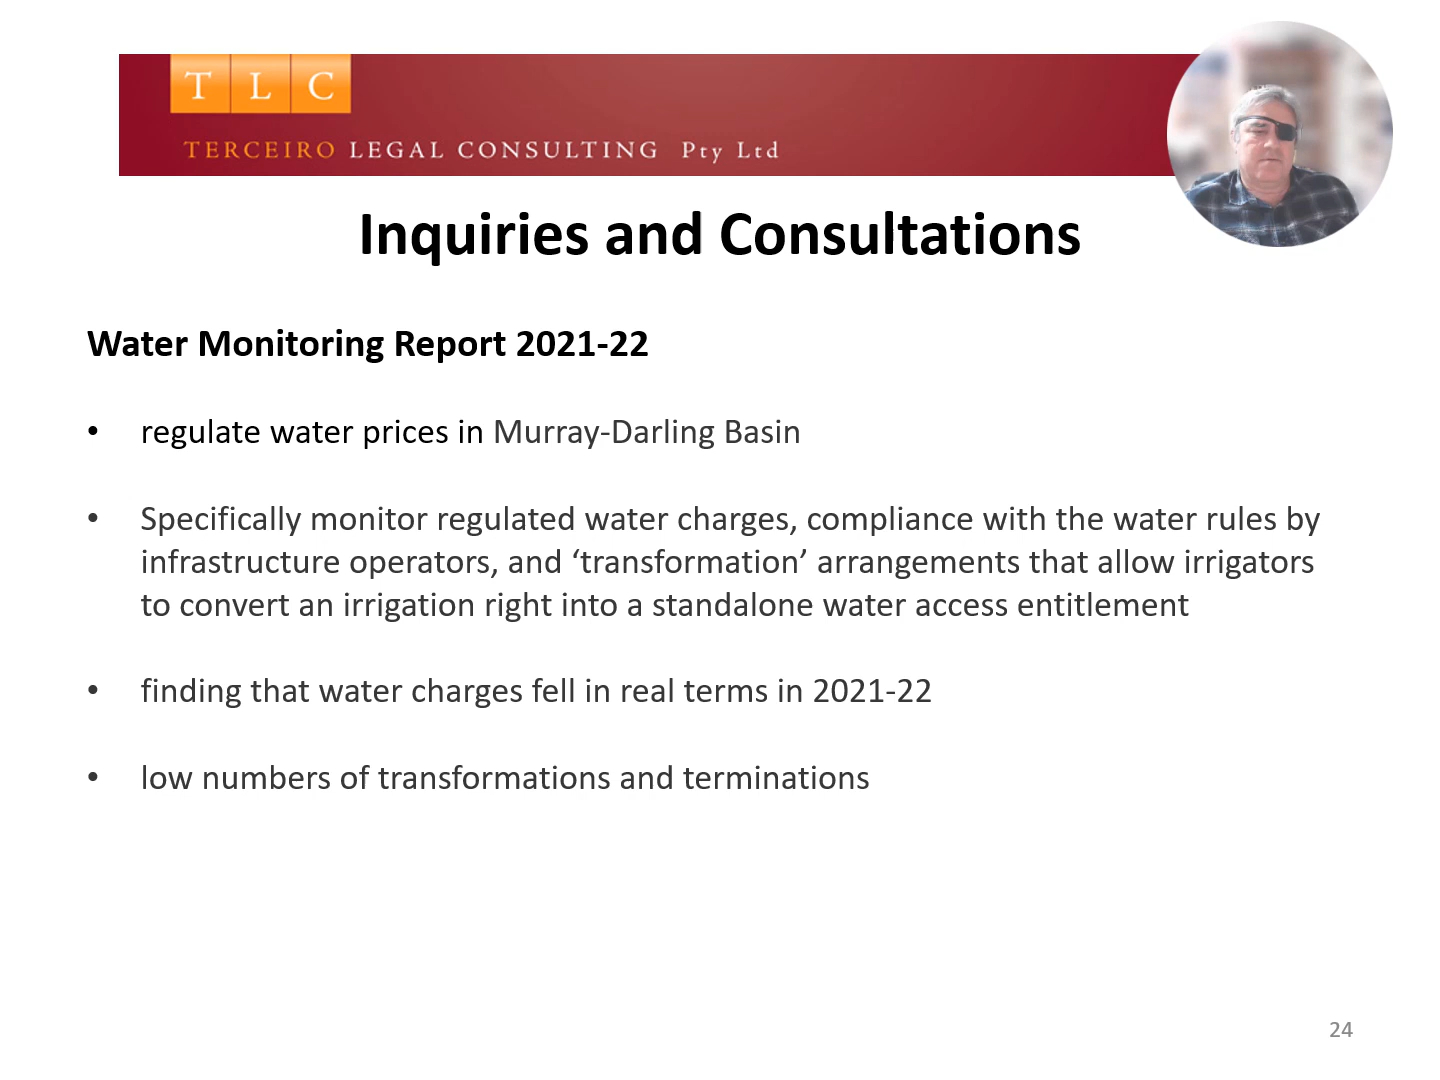 T L C
TERCEIRO LEGAL CONSULTING Pty Ltd
Inquiries and Consultations
Water Monitoring Report 2021-22
• regulate water prices in Murray-Darling Basin
• Specifically monitor regulated water charges, compliance with the water rules by
infrastructure operators, and ‘transformation’ arrangements that allow irrigators
to convert an irrigation right into a standalone water access entitlement
• finding that water charges fell in real terms in 2021-22
• low numbers of transformations and terminations
24